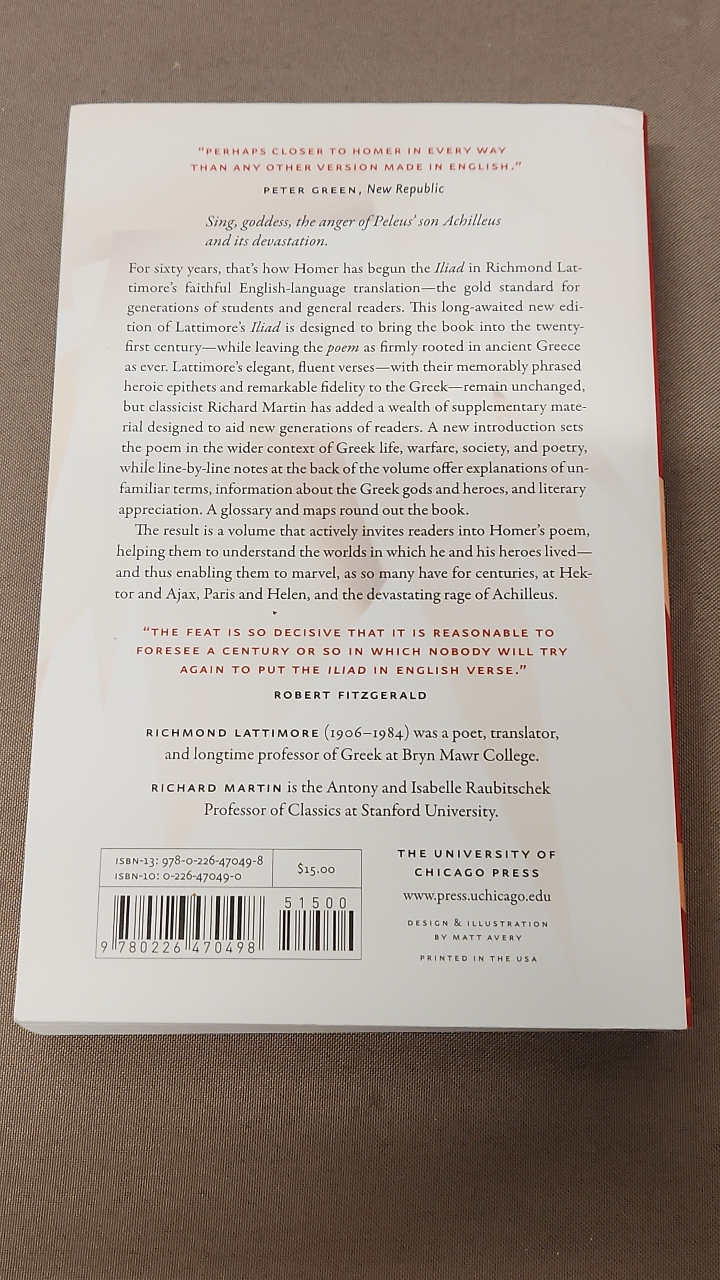 “PERHAPS CLOSER TO HOMER IN EVERY WAY
THAN ANY OTHER VERSION MADE IN ENGLISH.”
PETER GREEN, New Republic
Sing, goddess, the anger of Peleus’ son Achilleus
and its devastation.
For sixty years, that’s how Homer has begun the Iliad in Richmond Lat-
timore’s faithful English-language translation—the gold standard for
generations of students and general readers. This long-awaited new edi-
tion of Lattimore’s Iliad is designed to bring the book into the twenty-
first century—while leaving the poem as firmly rooted in ancient Greece
as ever. Lattimore’s elegant, fluent verses—with their memorably phrased
heroic epithets and remarkable fidelity to the Greek—remain unchanged,
but classicist Richard Martin has added a wealth of supplementary mate-
rial designed to aid new generations of readers. A new introduction sets
the poem in the wider context of Greek life, warfare, society, and poetry,
while line-by-line notes at the back of the volume offer explanations of un-
familiar terms, information about the Greek gods and heroes, and literary
appreciation. A glossary and maps round out the book.
The result is a volume that actively invites readers into Homer’s poem,
helping them to understand the worlds in which he and his heroes lived—
and thus enabling them to marvel, as so many have for centuries, at Hek-
tor and Ajax, Paris and Helen, and the devastating rage of Achilleus.
“THE FEAT IS SO DECISIVE THAT IT IS REASONABLE TO
FORESEE A CENTURY OR SO IN WHICH NOBODY WILL TRY
AGAIN TO PUT THE ILIAD IN ENGLISH VERSE.”
ROBERT FITZGERALD
RICHMOND LATTIMORE (1906–1984) was a poet, translator,
and longtime professor of Greek at Bryn Mawr College.
RICHARD MARTIN is the Antony and Isabelle Raubitschek
Professor of Classics at Stanford University.
ISBN-13: 978-0-226-47049-8
ISBN-10: 0-226-47049-0
$15.00
51500
9 780226 470498
THE UNIVERSITY OF
CHICAGO PRESS
www.press.uchicago.edu
DESIGN & ILLUSTRATION
BY MATT AVERY
PRINTED IN THE USA